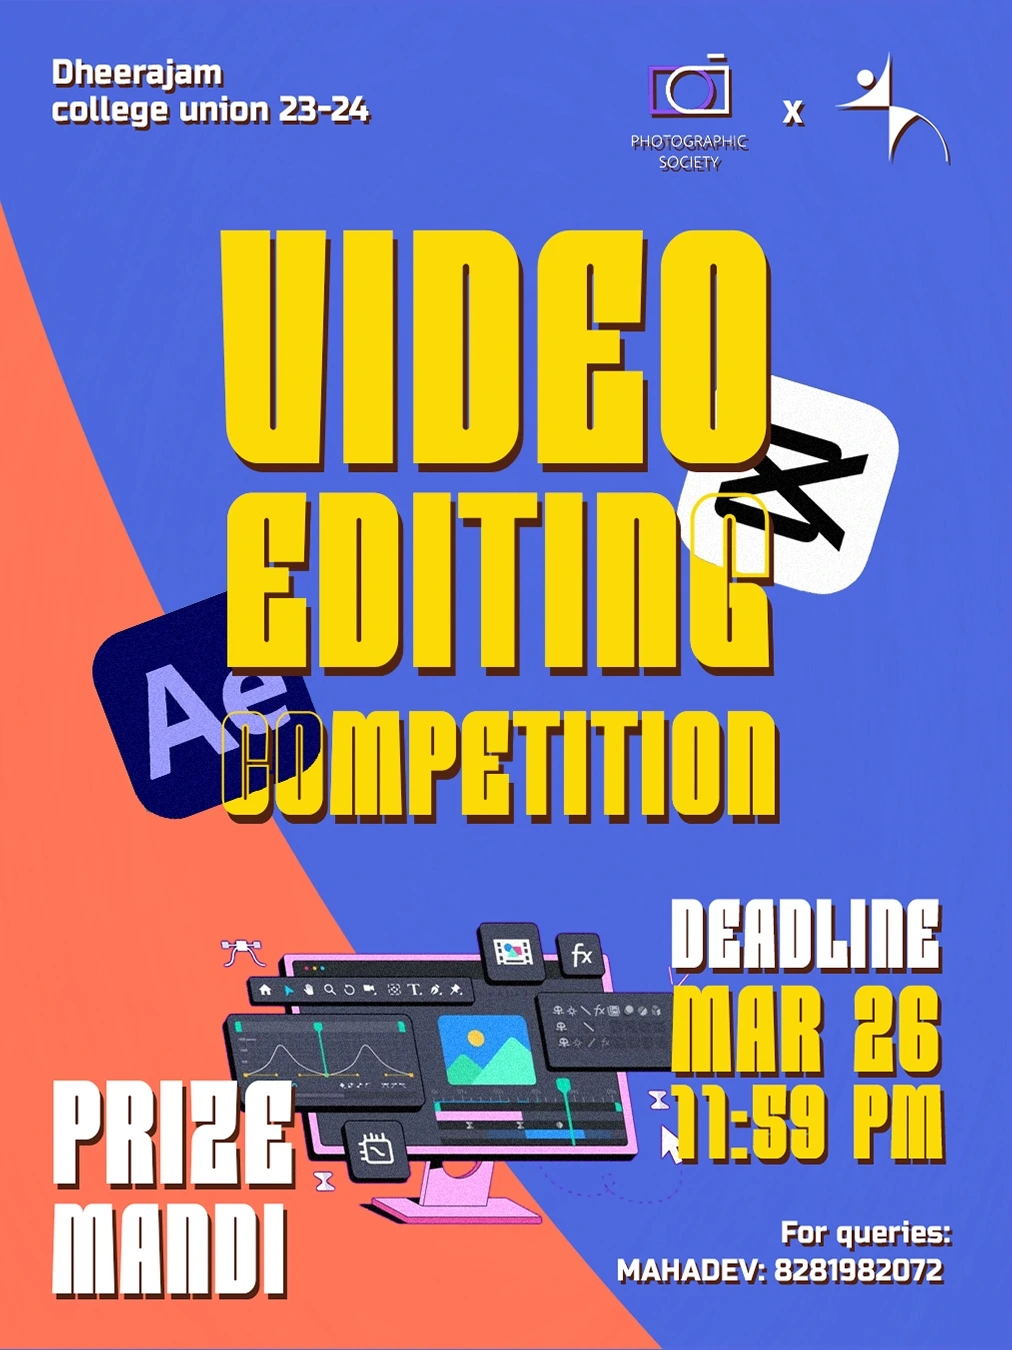 Dheerajam
college union 23-24
PHOTOGRAPHIC
SOCIETY
x
VIDEO
EDITING
COMPETITION
Ae
fx
DEADLINE
MAR 26
11:59 PM
PRIZE
MANDI
For queries:
MAHADEV: 8281982072